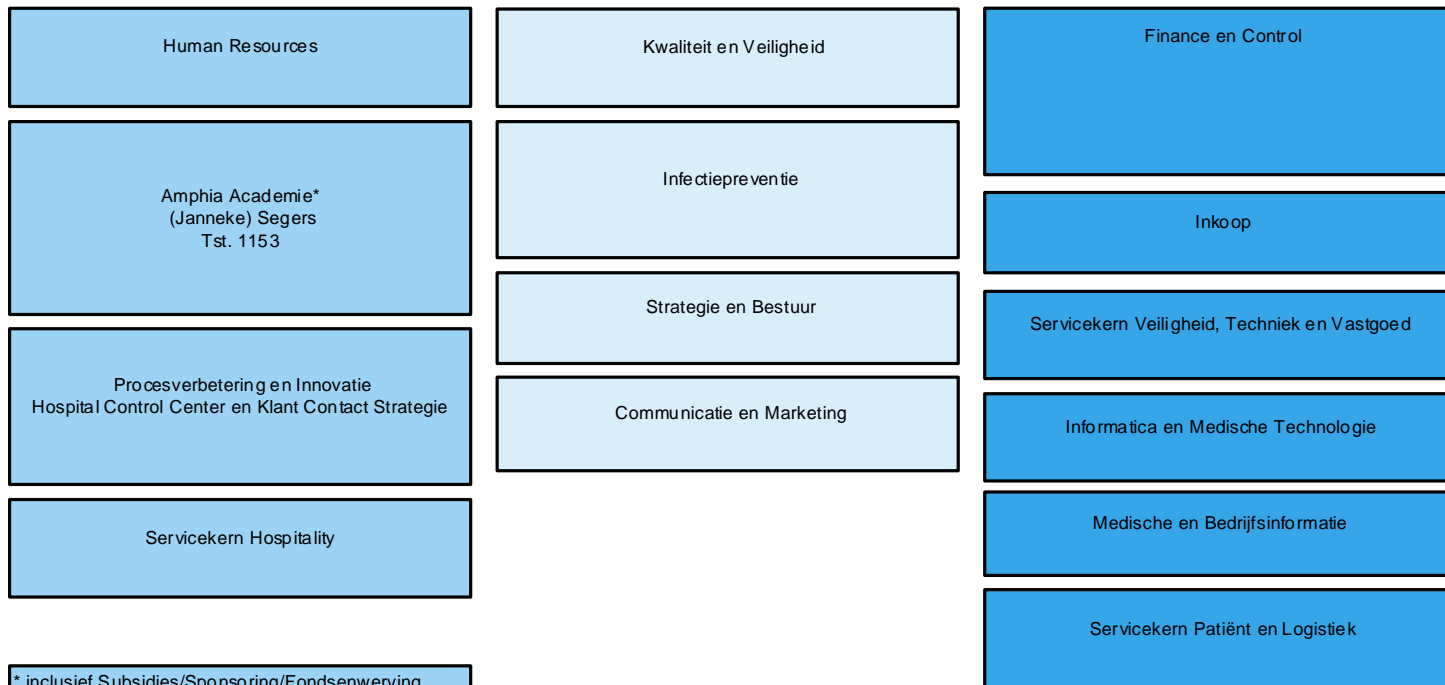 Human Resources
Amphia Academie*
(Janneke) Segers
Tst. 1153
Procesverbetering en Innovatie
Hospital Control Center en Klant Contact Strategie
Servicekern Hospitality
* inclusief Subsidies/Sponsoring/Fondsenwerving
Kwaliteit en Veiligheid
Infectiepreventie
Strategie en Bestuur
Communicatie en Marketing
Finance en Control
Inkoop
Servicekern Veiligheid, Techniek en Vastgoed
Informatica en Medische Technologie
Medische en Bedrijfsinformatie
Servicekern Patiënt en Logistiek